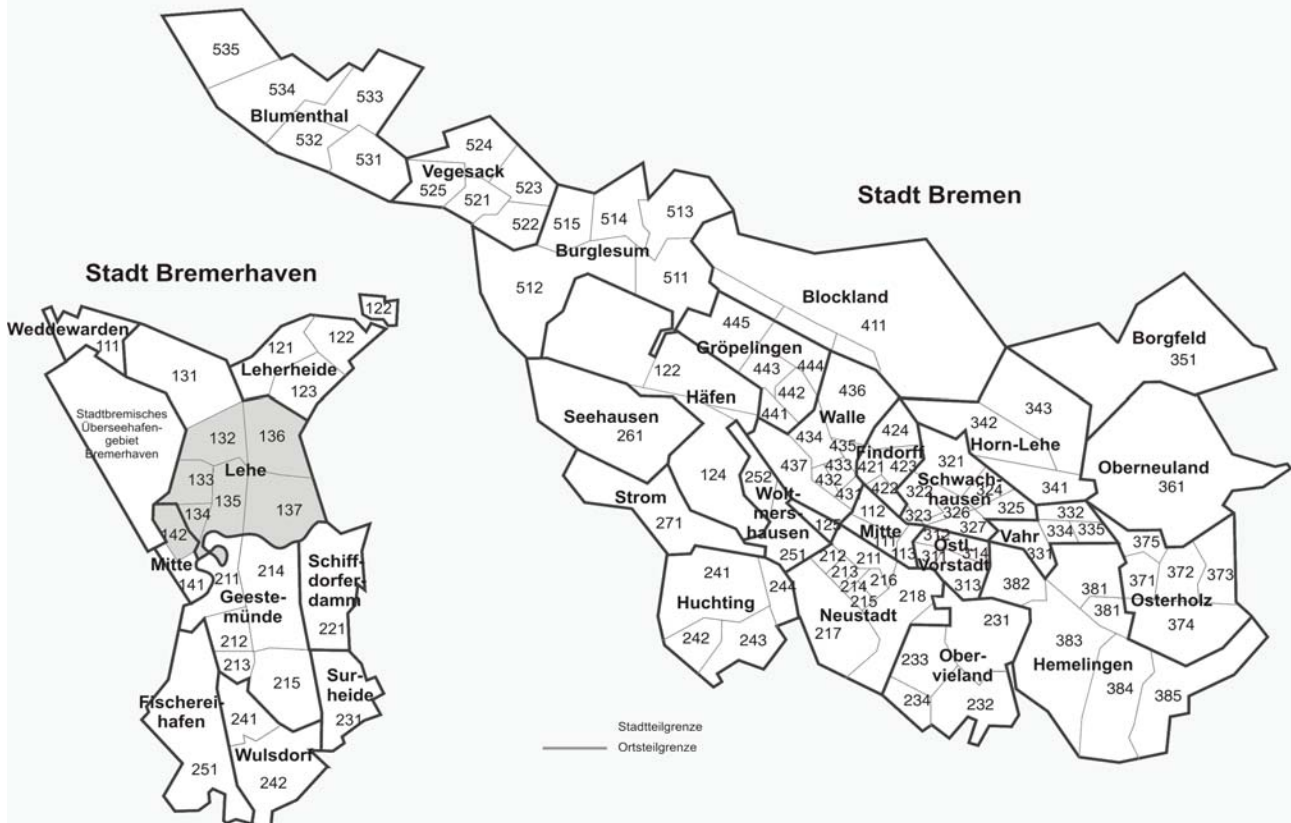 535
534
533
Blumenthal
532
531
524
Vegesack
525
523
521
522
515
514
513
Burglesum
512
511
Stadt Bremen
Blockland
411
Borgfeld
351
445
Gröpelingen
443
444
442
441
122
Häfen
Seehausen
261
436
Walle
434
435
433
432
431
437
424
Findorff
421
423
422
343
342
Horn-Lehe
341
321
Schwach-
hausen
322
324
323
326
325
327
Oberneuland
361
332
334
335
Vahr
331
124
252
Strom
271
Wolt-
mers-
hausen
125
251
112
Mitte
111
113
312
Östl.
311
314
Vorstadt
313
212
211
213
214
216
215
218
Neustadt
217
241
244
Huchting
242
243
382
381
381
383
Hemelingen
384
385
375
371
372
373
Osterholz
374
231
233
Ober-
vieland
234
232
Stadt Bremerhaven
Weddewarden
111
122
122
121
Leherheide
123
131
Stadtbremisches
Überseehafen-
gebiet
Bremerhaven
132
136
Lehe
133
135
134
137
142
Mitte
141
211
214
Geeste-
münde
212
213
215
Schiff-
dorfer-
damm
221
Sur-
heide
231
Fischerei-
hafen
251
241
Wulsdorf
242
Stadtteilgrenze
Ortsteilgrenze